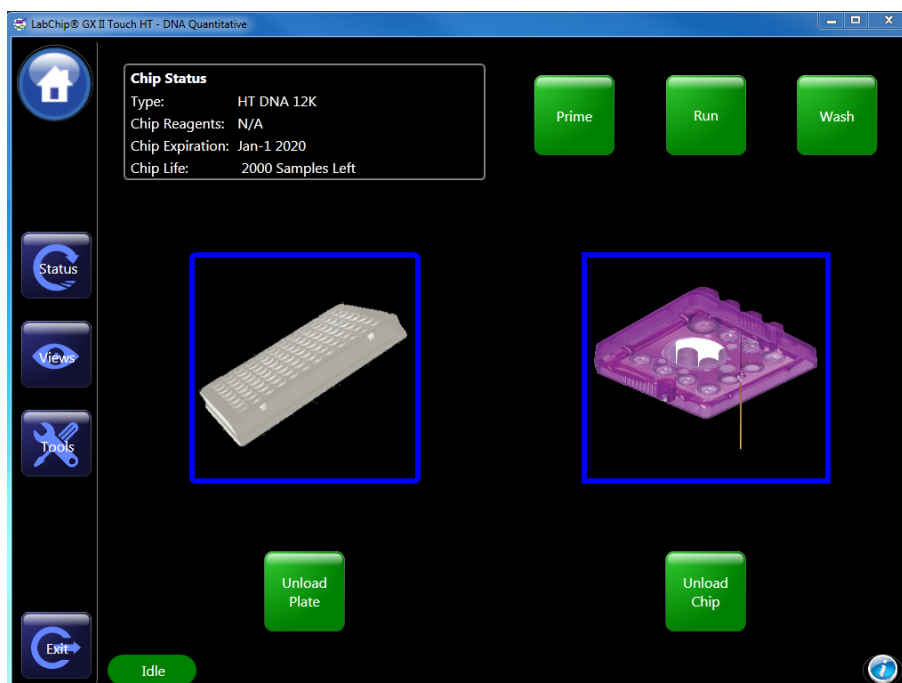 LabChip® GX II Touch HT - DNA Quantitative
Chip Status
Type: HT DNA 12K
Chip Reagents: N/A
Chip Expiration: Jan-1 2020
Chip Life: 2000 Samples Left
Prime
Run
Wash
Status
Views
Tools
Unload
Plate
Unload
Chip
Exit
Idle